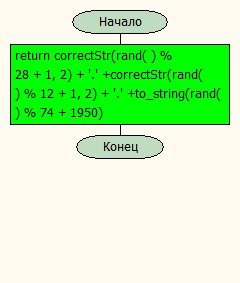 Начало
return correctStr(rand( ) %
28 + 1, 2) + '.' +correctStr(rand(
) % 12 + 1, 2) + '.' +to_string(rand(
) % 74 + 1950)
Конец